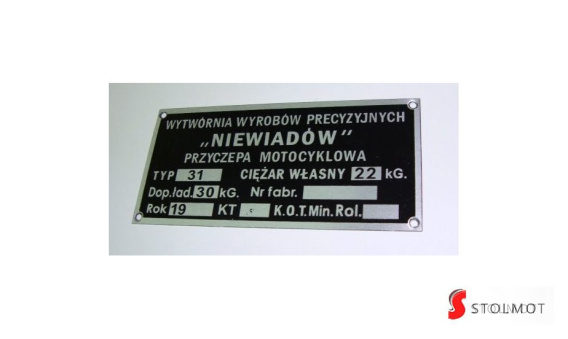 WYTWÓRNIA WYROBÓW PRECYZYJNYCH
„NIEWIADÓW"
PRZYCZEPA MOTOCYKLOWA
TYP 31 CIĘŻAR WŁASNY 22 kG.
Dop.ład. 30 kG. Nr fabr.
Rok 19 KT K.O.T.Min.Rol.
STOLMOT